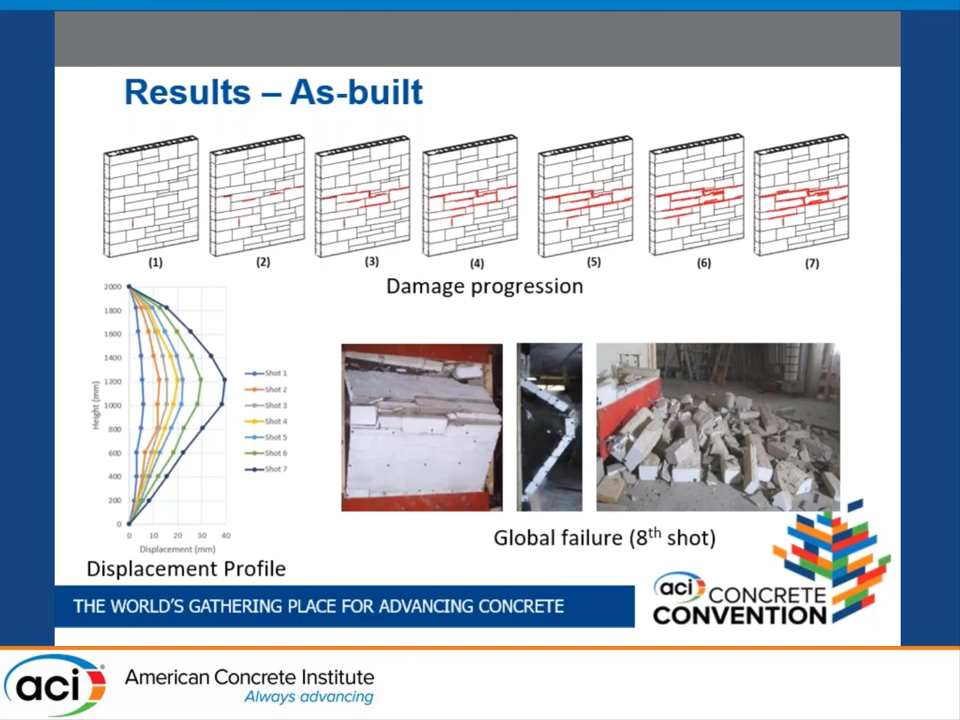 Results – As-built
(1) (2) (3) (4) (5) (6) (7)
Damage progression
2000
1800
1600
1400
1200
1000
800
600
400
200
0
Height (mm)
0 10 20 30 40
Displacement (mm)
Shot 1
Shot 2
Shot 3
Shot 4
Shot 5
Shot 6
Shot 7
Displacement Profile
Global failure (8th shot)
THE WORLD'S GATHERING PLACE FOR ADVANCING CONCRETE
aci CONCRETE
CONVENTION
aci ®
American Concrete Institute
Always advancing